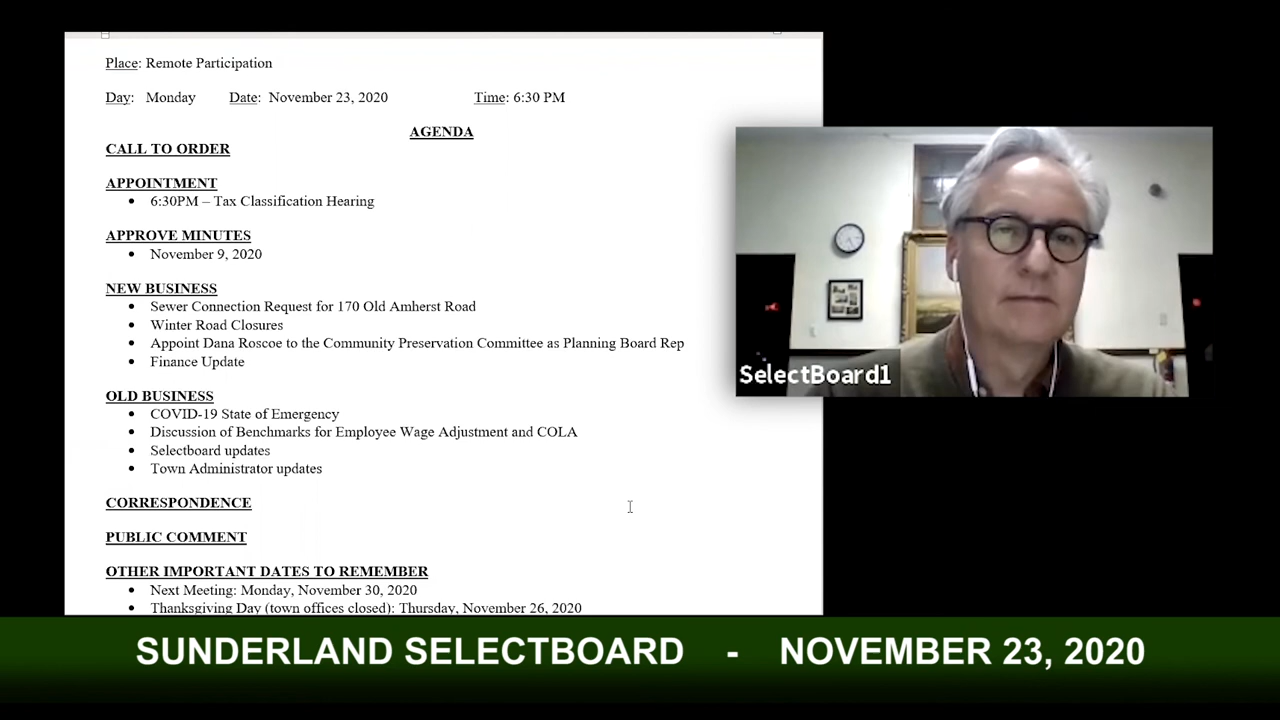 Place: Remote Participation
Day: Monday Date: November 23, 2020 Time: 6:30 PM
AGENDA
CALL TO ORDER
APPOINTMENT
• 6:30PM – Tax Classification Hearing
APPROVE MINUTES
• November 9, 2020
NEW BUSINESS
• Sewer Connection Request for 170 Old Amherst Road
• Winter Road Closures
• Appoint Dana Roscoe to the Community Preservation Committee as Planning Board Rep
• Finance Update
OLD BUSINESS
• COVID-19 State of Emergency
• Discussion of Benchmarks for Employee Wage Adjustment and COLA
• Selectboard updates
• Town Administrator updates
CORRESPONDENCE
PUBLIC COMMENT
OTHER IMPORTANT DATES TO REMEMBER
• Next Meeting: Monday, November 30, 2020
• Thanksgiving Day (town offices closed): Thursday, November 26, 2020
SelectBoard1
SUNDERLAND SELECTBOARD - NOVEMBER 23, 2020